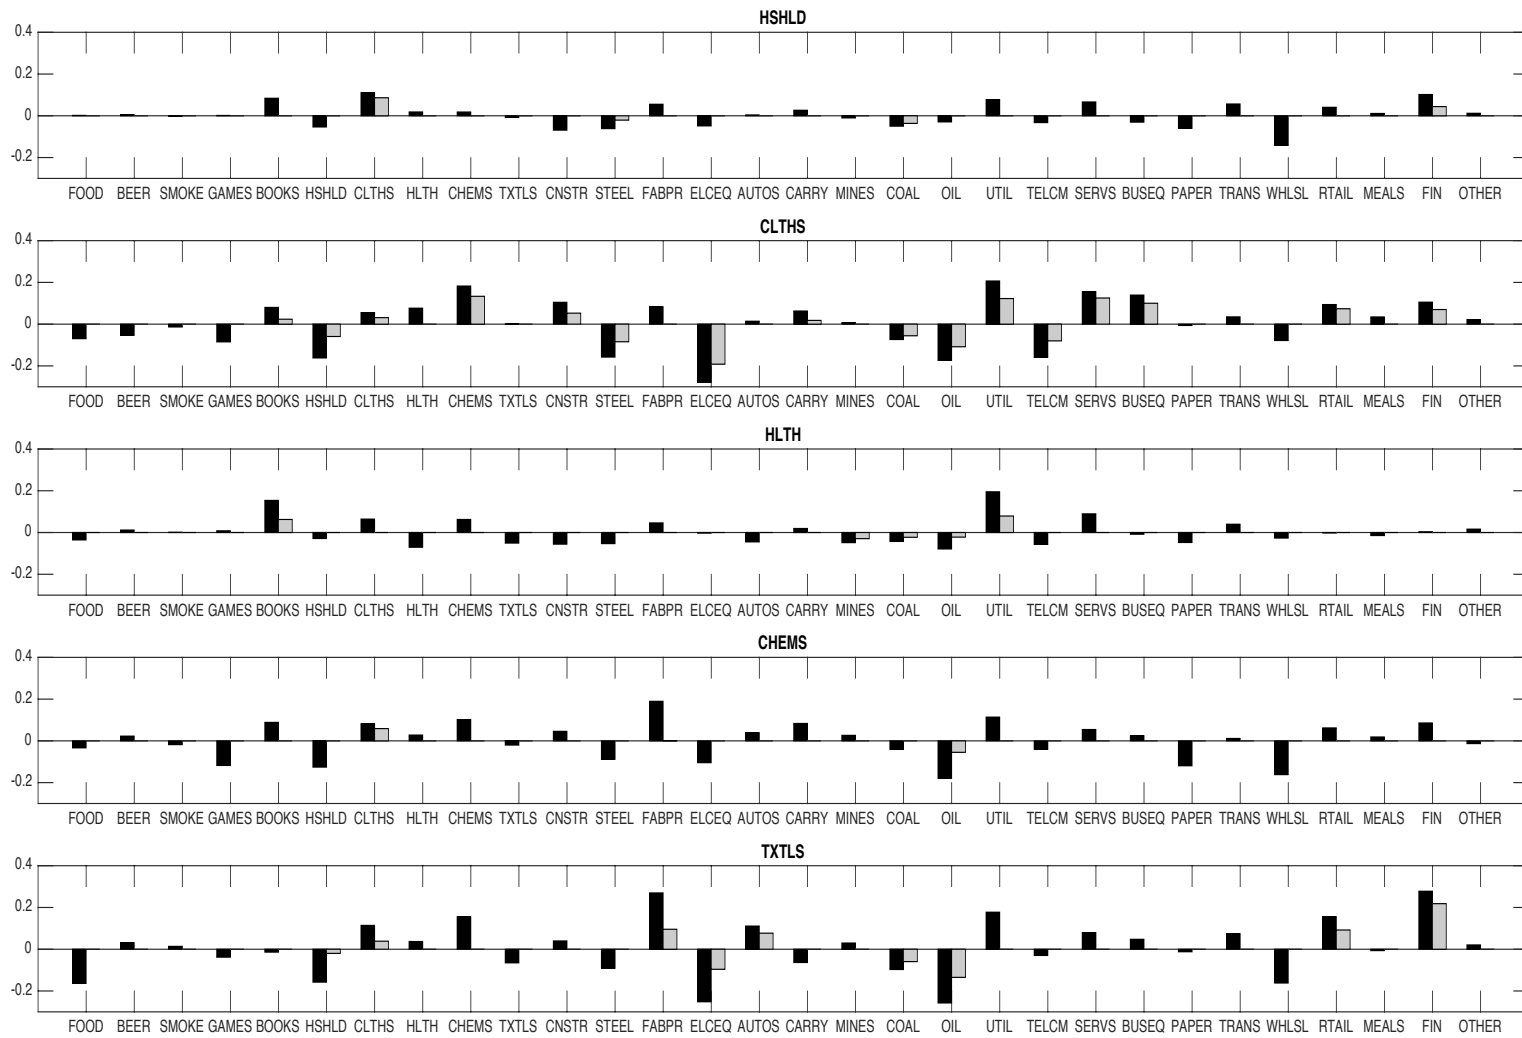 HSHLD
0.4
0.2
0
-0.2
FOOD BEER SMOKE GAMES BOOKS HSHLD CLTHS HLTH CHEMS TXTLS CNSTR STEEL FABPR ELCEQ AUTOS CARRY MINES COAL OIL UTIL TELCM SERVS BUSEQ PAPER TRANS WHLSL RTAIL MEALS FIN OTHER
CLTHS
0.4
0.2
0
-0.2
FOOD BEER SMOKE GAMES BOOKS HSHLD CLTHS HLTH CHEMS TXTLS CNSTR STEEL FABPR ELCEQ AUTOS CARRY MINES COAL OIL UTIL TELCM SERVS BUSEQ PAPER TRANS WHLSL RTAIL MEALS FIN OTHER
HLTH
0.4
0.2
0
-0.2
FOOD BEER SMOKE GAMES BOOKS HSHLD CLTHS HLTH CHEMS TXTLS CNSTR STEEL FABPR ELCEQ AUTOS CARRY MINES COAL OIL UTIL TELCM SERVS BUSEQ PAPER TRANS WHLSL RTAIL MEALS FIN OTHER
CHEMS
0.4
0.2
0
-0.2
FOOD BEER SMOKE GAMES BOOKS HSHLD CLTHS HLTH CHEMS TXTLS CNSTR STEEL FABPR ELCEQ AUTOS CARRY MINES COAL OIL UTIL TELCM SERVS BUSEQ PAPER TRANS WHLSL RTAIL MEALS FIN OTHER
TXTLS
0.4
0.2
0
-0.2
FOOD BEER SMOKE GAMES BOOKS HSHLD CLTHS HLTH CHEMS TXTLS CNSTR STEEL FABPR ELCEQ AUTOS CARRY MINES COAL OIL UTIL TELCM SERVS BUSEQ PAPER TRANS WHLSL RTAIL MEALS FIN OTHER